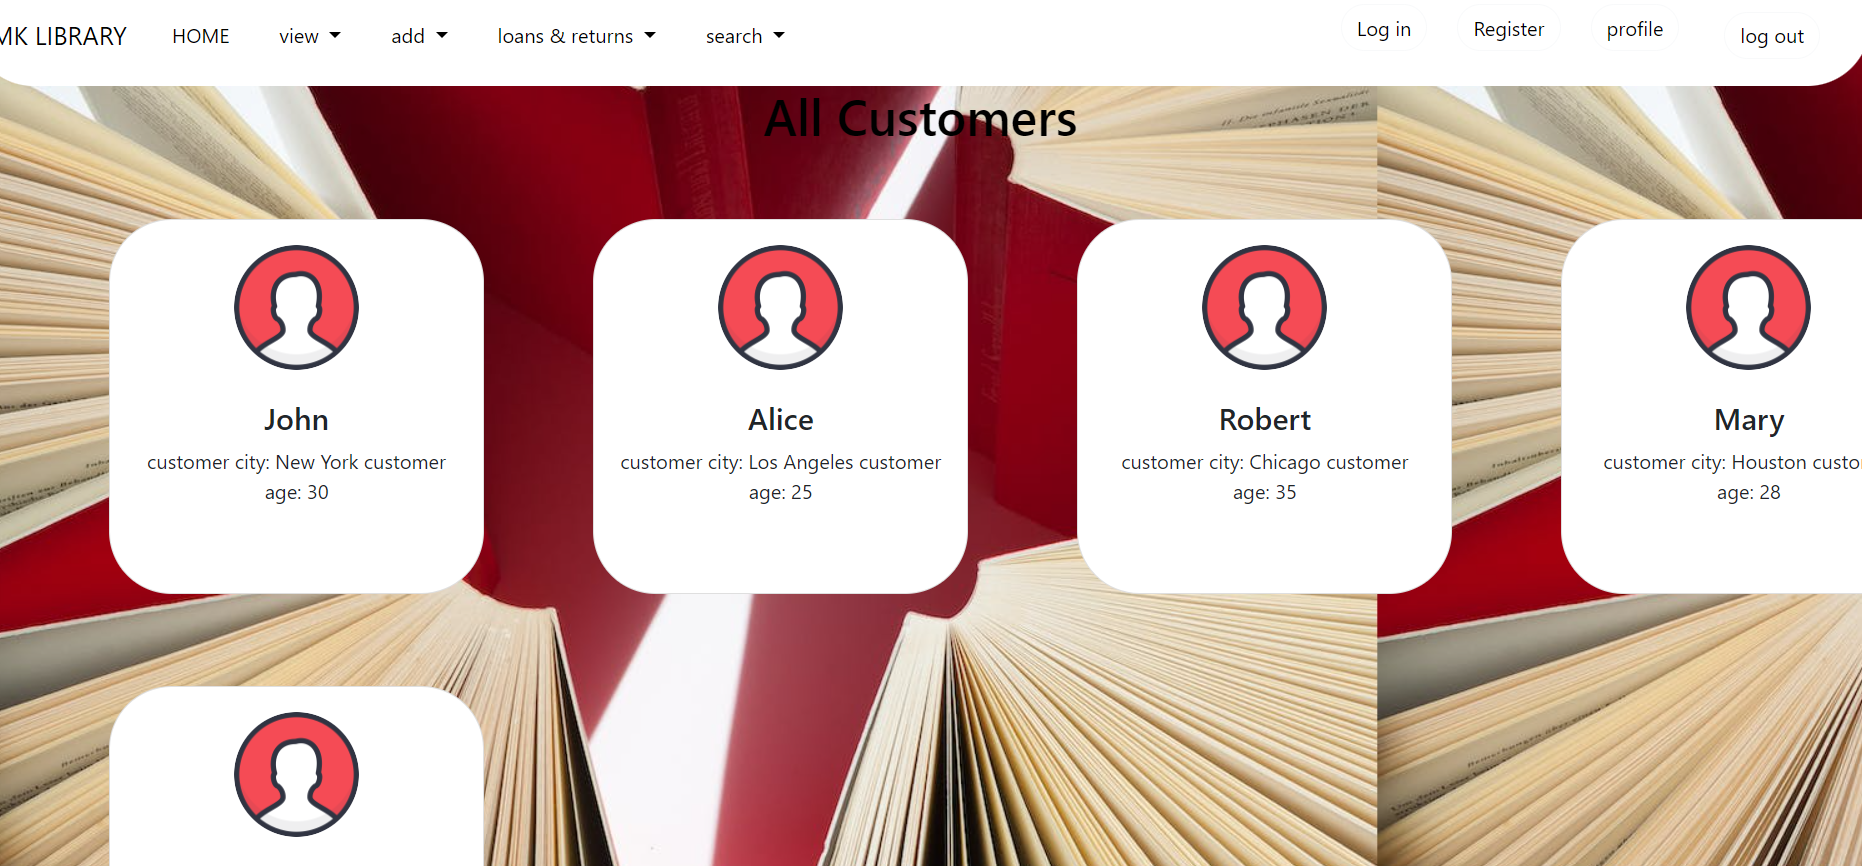 MK LIBRARY HOME view add loans & returns search Log in Register profile log out
All Customers
John
customer city: New York customer
age: 30
Alice
customer city: Los Angeles customer
age: 25
Robert
customer city: Chicago customer
age: 35
Mary
customer city: Houston custo
age: 28